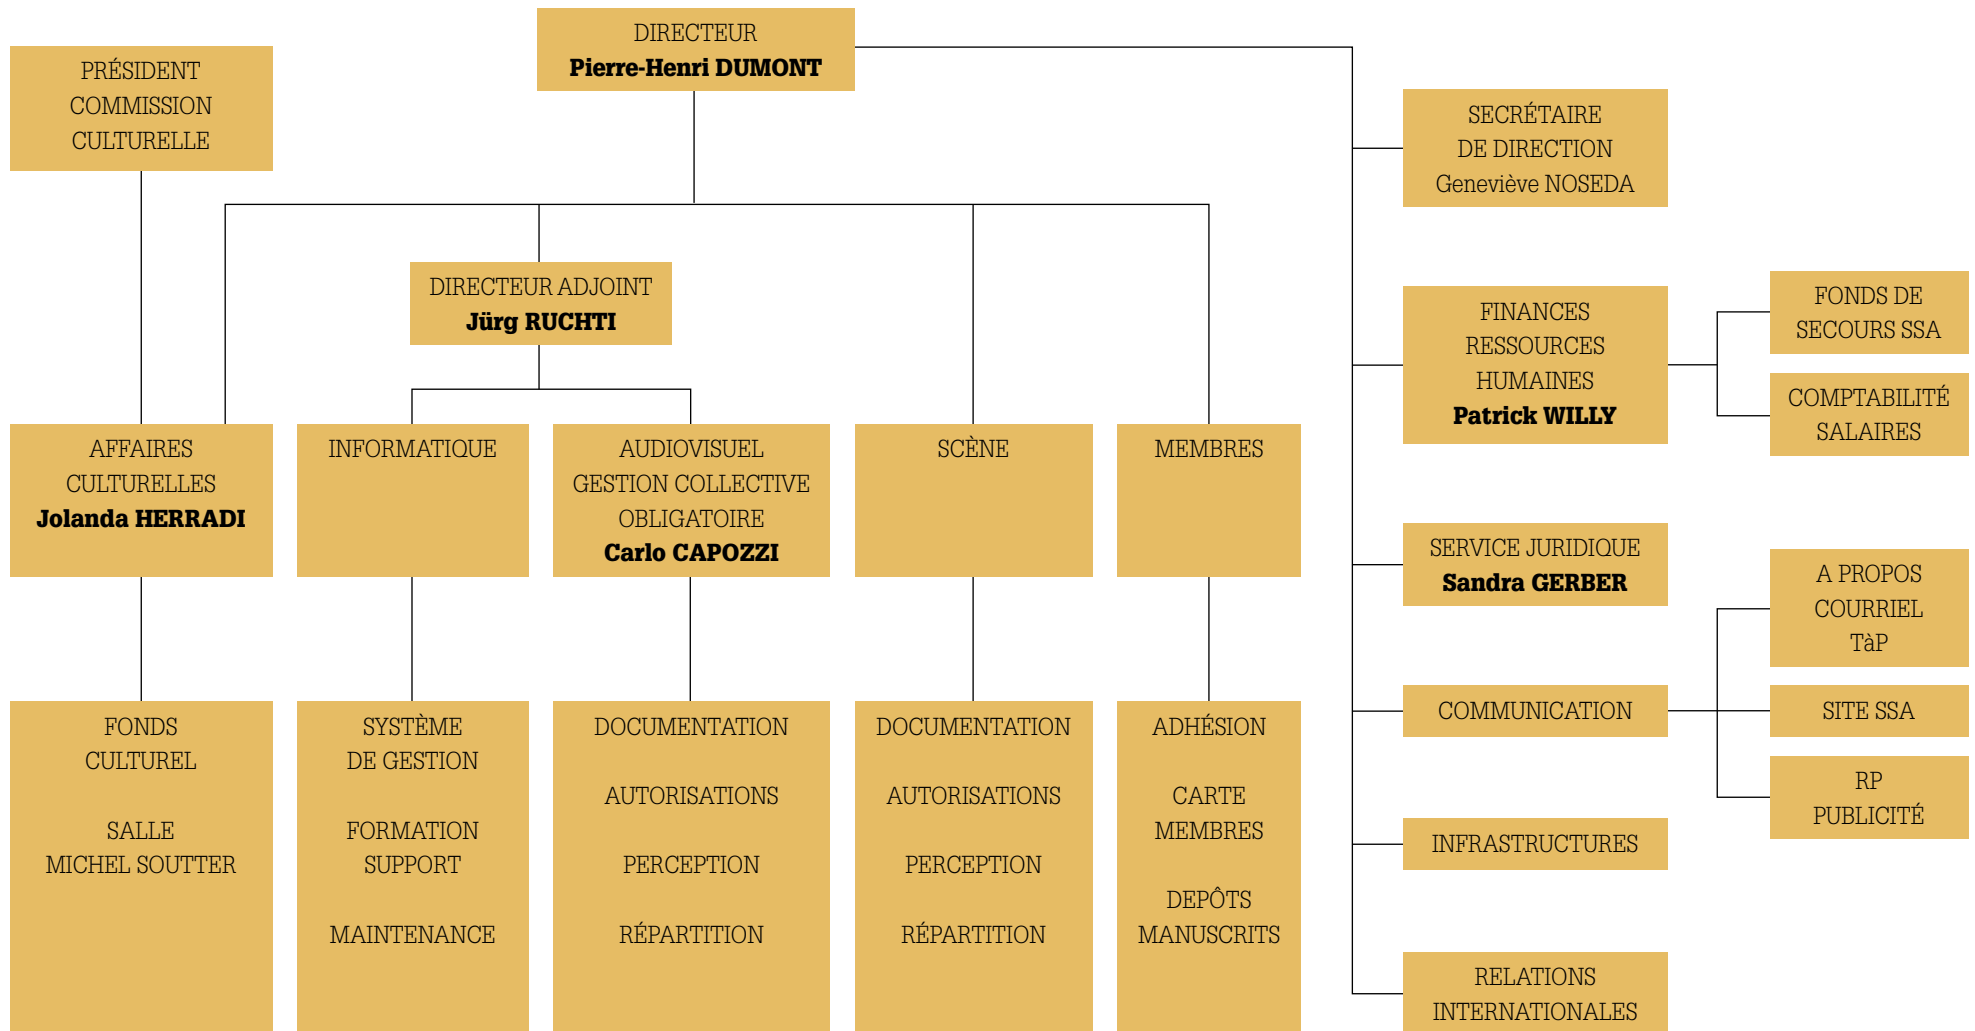 DIRECTEUR
Pierre-Henri DUMONT
PRÉSIDENT
COMMISSION
CULTURELLE
SECRÉTAIRE
DE DIRECTION
Geneviève NOSEDA
DIRECTEUR ADJOINT
Jürg RUCHTI
FINANCES
RESSOURCES
HUMAINES
Patrick WILLY
FONDS DE
SECOURS SSA
COMPTABILITÉ
SALAIRES
AFFAIRES
CULTURELLES
Jolanda HERRADI
INFORMATIQUE
AUDIOVISUEL
GESTION COLLECTIVE
OBLIGATOIRE
Carlo CAPOZZI
SCÈNE
MEMBRES
SERVICE JURIDIQUE
Sandra GERBER
A PROPOS
COURRIEL
TàP
COMMUNICATION
SITE SSA
RP
PUBLICITÉ
INFRASTRUCTURES
RELATIONS
INTERNATIONALES
FONDS
CULTUREL
SALLE
MICHEL SOUTTER
SYSTÈME
DE GESTION
FORMATION
SUPPORT
MAINTENANCE
DOCUMENTATION
AUTORISATIONS
PERCEPTION
RÉPARTITION
DOCUMENTATION
AUTORISATIONS
PERCEPTION
RÉPARTITION
ADHÉSION
CARTE
MEMBRES
DEPÔTS
MANUSCRITS